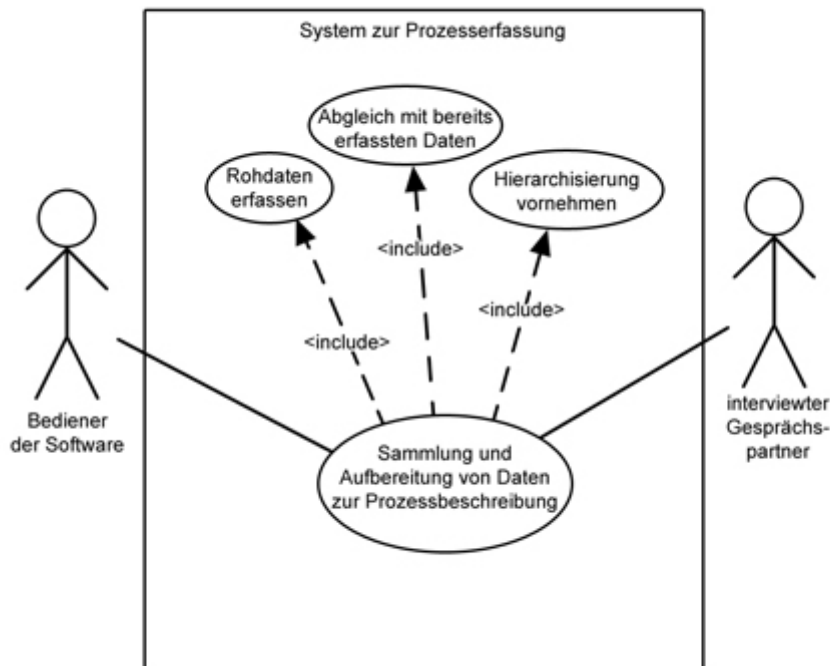 System zur Prozesserfassung
Abgleich mit bereits
erfassten Daten
Rohdaten
erfassen
Hierarchisierung
vornehmen
<include>
<include>
<include>
Bediener
der Software
interviewter
Gesprächs-
partner
Sammlung und
Aufbereitung von Daten
zur Prozessbeschreibung